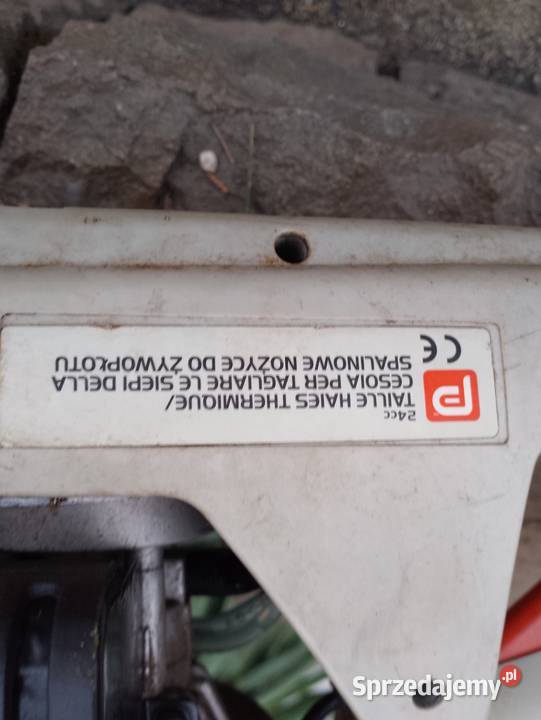 24cc
TAILLE HAIES THERMIQUE/
CESOIA PER TAGLIARE LE SIEPI DELLA
SPALINOWE NOŻYCE DO ŻYWOPŁOTU
CE
Sprzedajemy.pl